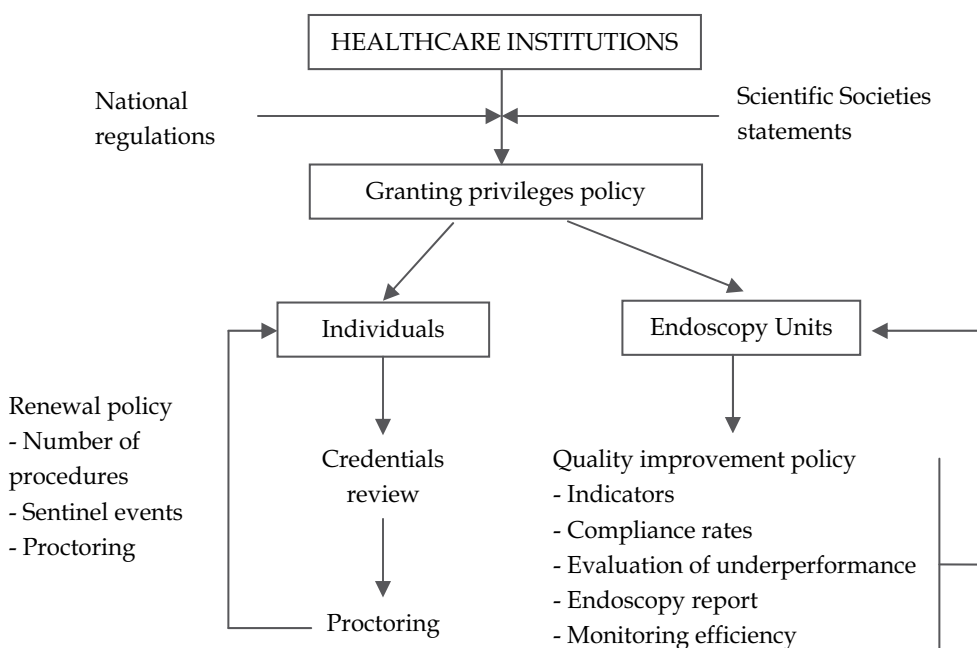 HEALTHCARE INSTITUTIONS
National
regulations
Scientific Societies
statements
Granting privileges policy
Individuals
Endoscopy Units
Renewal policy
- Number of
procedures
- Sentinel events
- Proctoring
Credentials
review
Proctoring
Quality improvement policy
- Indicators
- Compliance rates
- Evaluation of underperformance
- Endoscopy report
- Monitoring efficiency